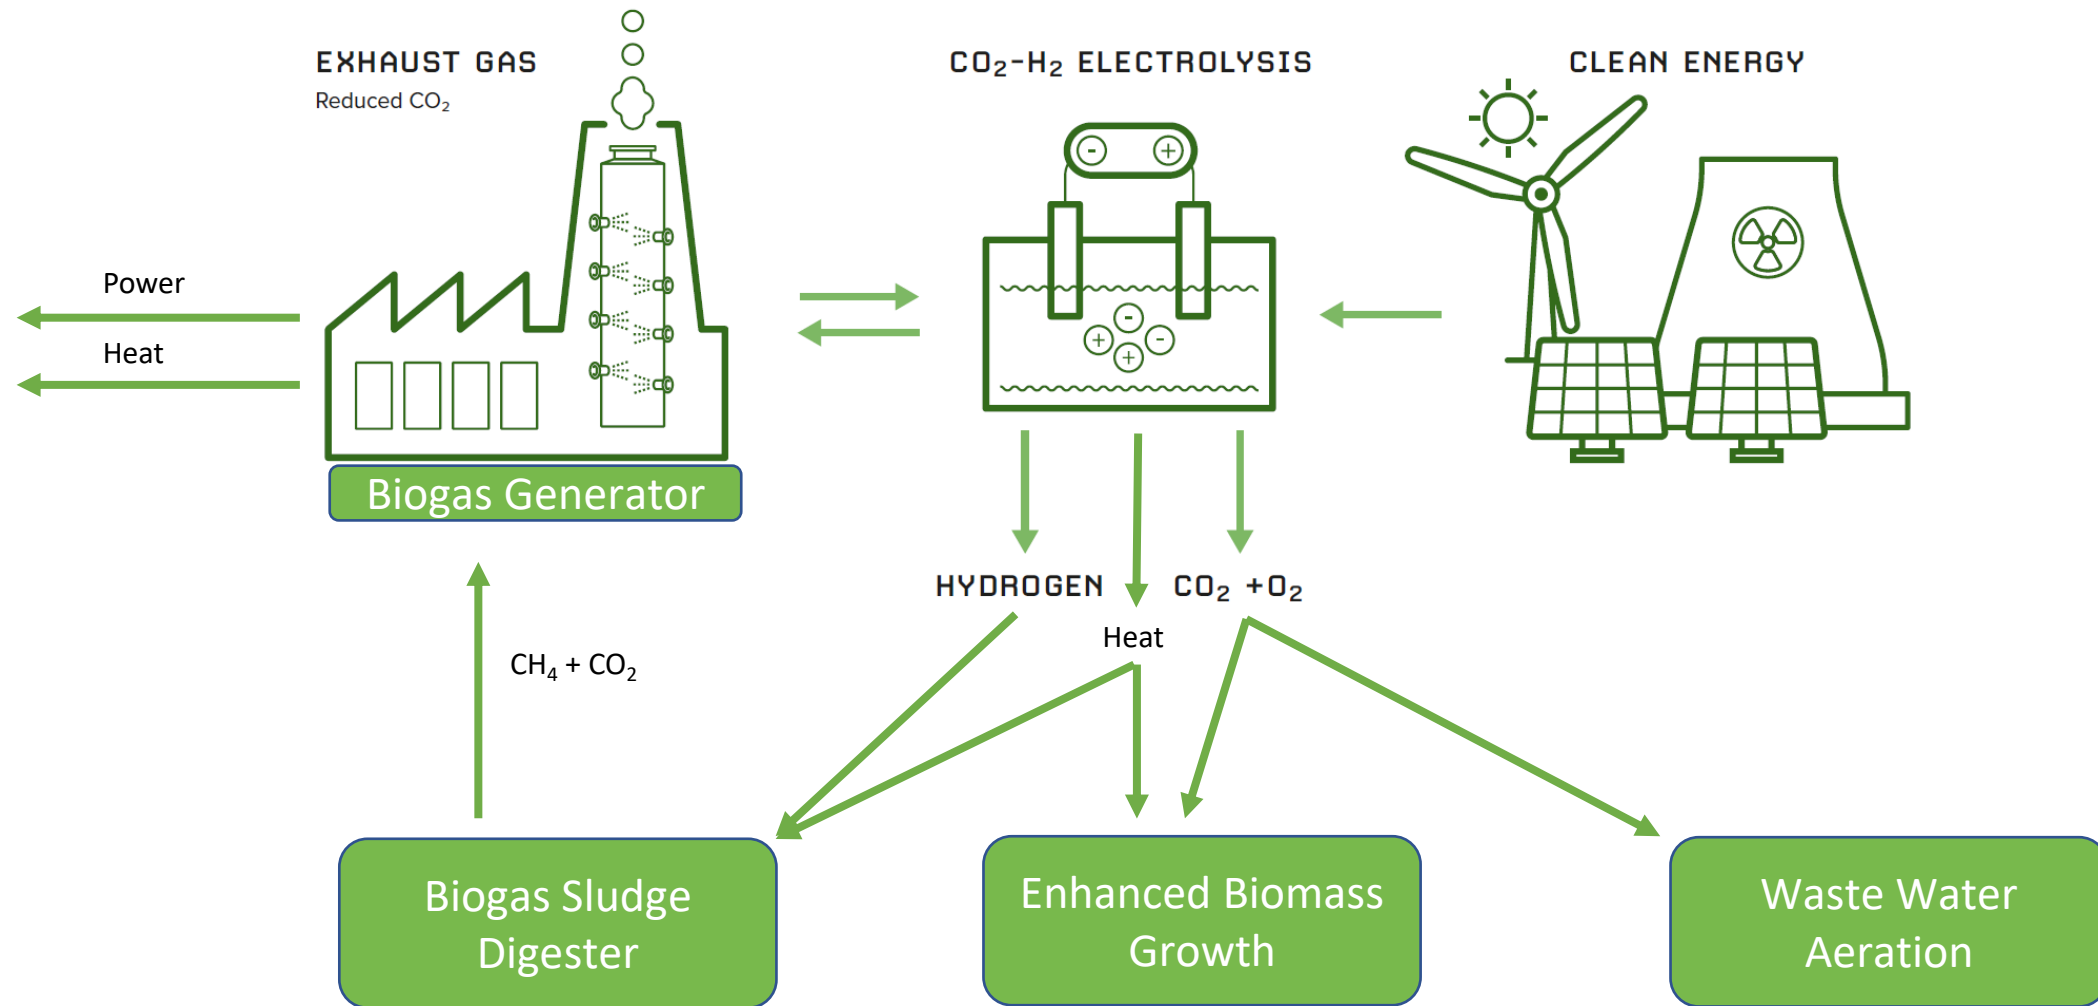 EXHAUST GAS
Reduced CO₂
CO₂-H₂ ELECTROLYSIS
CLEAN ENERGY
Power
Heat
Biogas Generator
HYDROGEN
CO₂ +O₂
Heat
CH₄ + CO₂
Biogas Sludge
Digester
Enhanced Biomass
Growth
Waste Water
Aeration